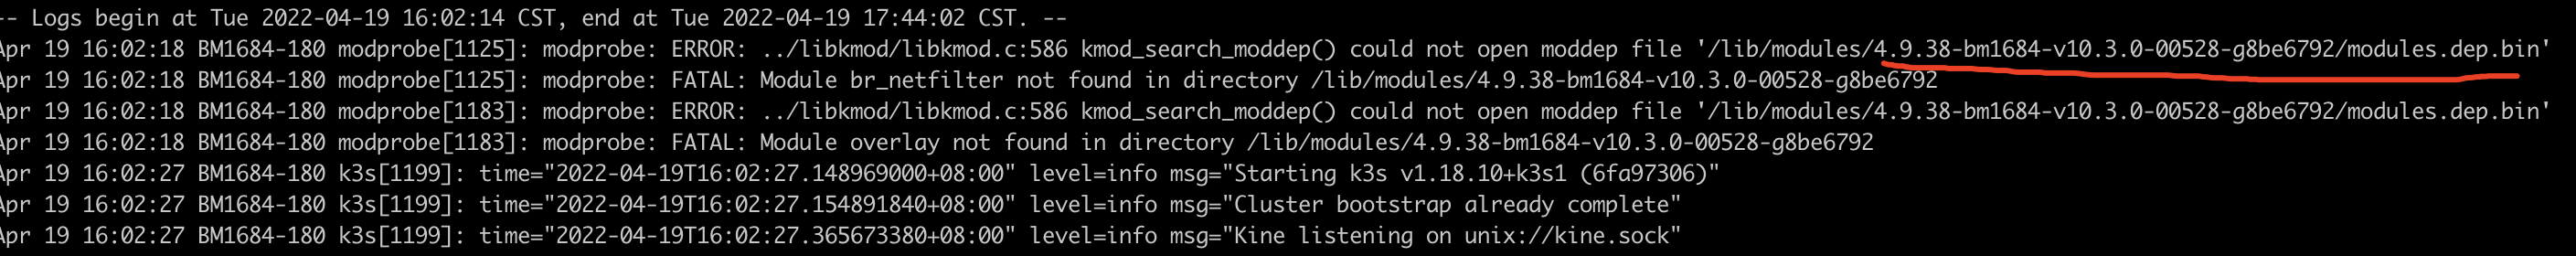 -- Logs begin at Tue 2022-04-19 16:02:14 CST, end at Tue 2022-04-19 17:44:02 CST. --
Apr 19 16:02:18 BM1684-180 modprobe[1125]: modprobe: ERROR: ../libkmod/libkmod.c:586 kmod_search_moddep() could not open moddep file '/lib/modules/4.9.38-bm1684-v10.3.0-00528-g8be6792/modules.dep.bin'
Apr 19 16:02:18 BM1684-180 modprobe[1125]: modprobe: FATAL: Module br_netfilter not found in directory /lib/modules/4.9.38-bm1684-v10.3.0-00528-g8be6792
Apr 19 16:02:18 BM1684-180 modprobe[1183]: modprobe: ERROR: ../libkmod/libkmod.c:586 kmod_search_moddep() could not open moddep file '/lib/modules/4.9.38-bm1684-v10.3.0-00528-g8be6792/modules.dep.bin'
Apr 19 16:02:18 BM1684-180 modprobe[1183]: modprobe: FATAL: Module overlay not found in directory /lib/modules/4.9.38-bm1684-v10.3.0-00528-g8be6792
Apr 19 16:02:27 BM1684-180 k3s[1199]: time="2022-04-19T16:02:27.148969000+08:00" level=info msg="Starting k3s v1.18.10+k3s1 (6fa97306)"
Apr 19 16:02:27 BM1684-180 k3s[1199]: time="2022-04-19T16:02:27.154891840+08:00" level=info msg="Cluster bootstrap already complete"
Apr 19 16:02:27 BM1684-180 k3s[1199]: time="2022-04-19T16:02:27.365673380+08:00" level=info msg="Kine listening on unix://kine.sock"